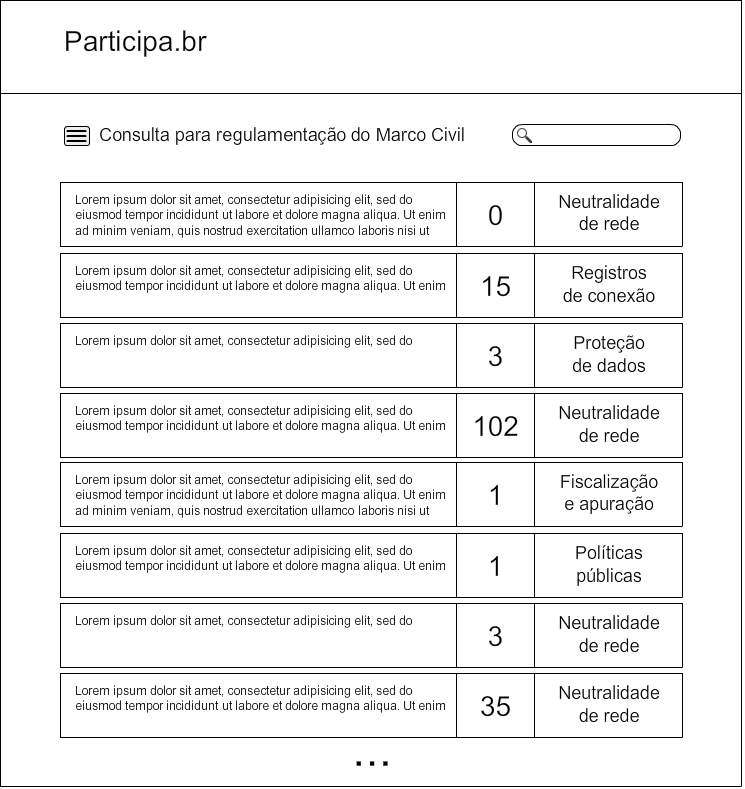 Participa.br
Consulta para regulamentação do Marco Civil
Lorem ipsum dolor sit amet, consectetur adipisicing elit, sed do
eiusmod tempor incididunt ut labore et dolore magna aliqua. Ut enim
ad minim veniam, quis nostrud exercitation ullamco laboris nisi ut
0
Neutralidade
de rede
Lorem ipsum dolor sit amet, consectetur adipisicing elit, sed do
eiusmod tempor incididunt ut labore et dolore magna aliqua. Ut enim
15
Registros
de conexão
Lorem ipsum dolor sit amet, consectetur adipisicing elit, sed do
3
Proteção
de dados
Lorem ipsum dolor sit amet, consectetur adipisicing elit, sed do
eiusmod tempor incididunt ut labore et dolore magna aliqua. Ut enim
102
Neutralidade
de rede
Lorem ipsum dolor sit amet, consectetur adipisicing elit, sed do
eiusmod tempor incididunt ut labore et dolore magna aliqua. Ut enim
ad minim veniam, quis nostrud exercitation ullamco laboris nisi ut
1
Fiscalização
e apuração
Lorem ipsum dolor sit amet, consectetur adipisicing elit, sed do
eiusmod tempor incididunt ut labore et dolore magna aliqua. Ut enim
1
Políticas
públicas
Lorem ipsum dolor sit amet, consectetur adipisicing elit, sed do
3
Neutralidade
de rede
Lorem ipsum dolor sit amet, consectetur adipisicing elit, sed do
eiusmod tempor incididunt ut labore et dolore magna aliqua. Ut enim
35
Neutralidade
de rede
...